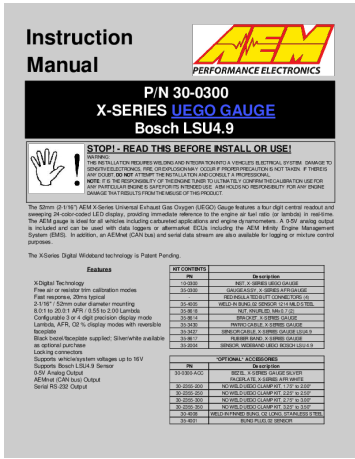 Instruction
Manual
AEM
PERFORMANCE ELECTRONICS
P/N 30-0300
X-SERIES UEGO GAUGE
Bosch LSU4.9
STOP! - READ THIS BEFORE INSTALL OR USE!
WARNING:
THIS INSTALLATION REQUIRES WELDING AND INTEGRATION INTO A VEHICLE'S ELECTRICAL SYSTEM. DAMAGE TO
SENSITIVE ELECTRONICS, FIRE OR EXPLOSION MAY OCCUR IF PROPER PRECAUTION IS NOT TAKEN. IF THERE IS
ANY DOUBT, DO NOT ATTEMPT THE INSTALLATION AND CONSULT A PROFESSIONAL.
NOTE: IT IS THE RESPONSIBILITY OF THE ENGINE TUNER TO ULTIMATELY CONFIRM THE CALIBRATION USE FOR
ANY PARTICULAR ENGINE IS SAFE FOR ITS INTENDED USE. AEM HOLDS NO RESPONSIBILITY FOR ANY ENGINE
DAMAGE THAT RESULTS FROM THE MISUSE OF THIS PRODUCT.
The 52mm (2-1/16") AEM X-Series Universal Exhaust Gas Oxygen (UEGO) Gauge features a four digit central readout and
sweeping 24-color-coded LED display, providing immediate reference to the engine air fuel ratio (or lambda) in real-time.
The AEM gauge is ideal for all vehicles including carbureted applications and engine dynamometers. A 0-5V analog output
is included and can be used with data loggers or aftermarket ECUs including the AEM Infinity Engine Management
System (EMS). In addition, an AEMnet (CAN bus) and serial data stream are also available for logging or mixture control
purposes.
The X-Series Digital Wideband technology is Patent Pending.
Features
X-Digital Technology
Free air or resistor trim calibration modes
Fast response, 20ms typical
2-1/16" / 52mm outer diameter mounting
8.0:1 to 20.0:1 AFR / 0.55 to 2.00 Lambda
Configurable 3 or 4 digit precision display mode
Lambda, AFR, O2 % display modes with reversible
faceplate
Black bezel/faceplate supplied; Silver/white available
as optional purchase
Locking connectors
Supports vehicle/system voltages up to 16V
Supports Bosch LSU4.9 Sensor
0-5V Analog Output
AEMnet (CAN bus) Output
Serial RS-232 Output
KIT CONTENTS
PN Description
10-0300 INST, X-SERIES UEGO GAUGE
30-0300 GAUGE ASSY, X-SERIES AFR GAUGE
RED INSULATED BUTT CONNECTORS (4)
35-4005 WELD IN BUNG, O2 SENSOR, 12-14 MILD STEEL
35-8618 NUT, KNURLED, M4x0.7 (2)
35-8614 BRACKET, X-SERIES GAUGE
35-3430 PWR/IO CABLE, X-SERIES GAUGE
35-3427 SENSOR CABLE, X-SERIES GAUGE LSU4.9
35-8617 RUBBER BAND, X-SERIES GAUGE
35-2004 SENSOR, WIDEBAND UEGO BOSCH LSU 4.9
*OPTIONAL* ACCESSORIES
PN Description
30-0300-ACC BEZEL, X-SERIES GAUGE SILVER
FACEPLATE, X-SERIES AFR WHITE
30-2355-200 NO WELD UEGO CLAMP KIT, 1.75" to 2.00"
30-2355-250 NO WELD UEGO CLAMP KIT, 2.25" to 2.50"
30-2355-300 NO WELD UEGO CLAMP KIT, 2.75" to 3.00"
30-2355-350 NO WELD UEGO CLAMP KIT, 3.25" to 3.50"
30-4008 WELD IN FINNED BUNG, O2, LONG, STAINLESS STEEL
35-4001 BUNG PLUG, O2 SENSOR